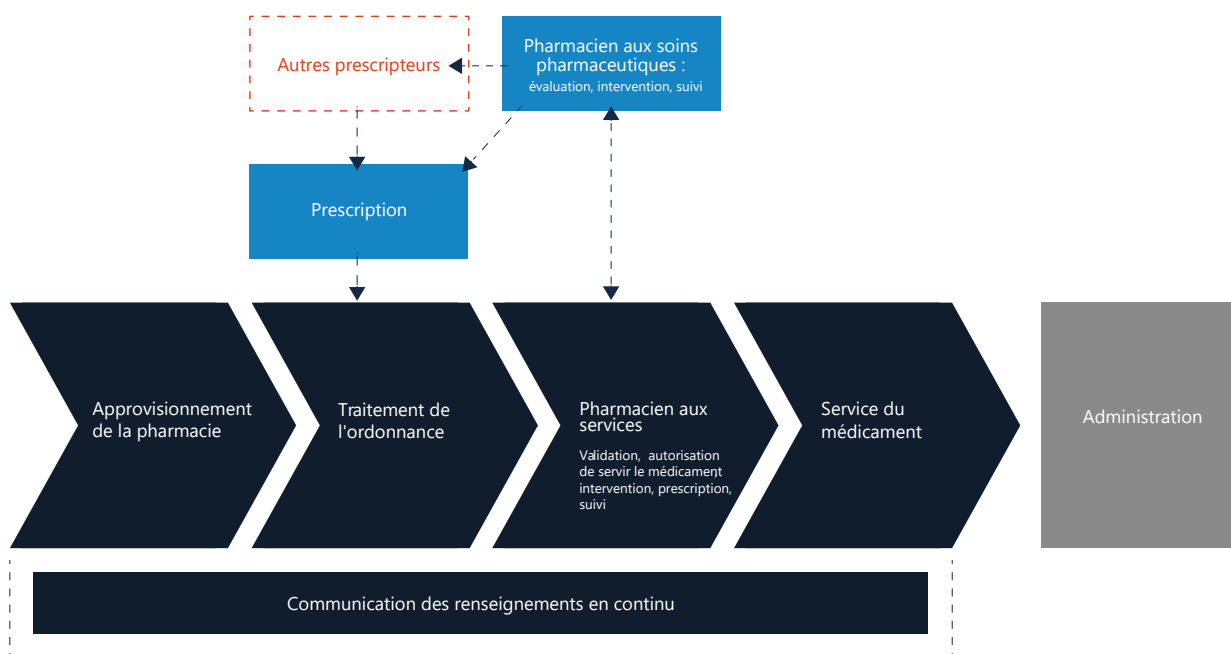 Autres prescripteurs
Pharmacien aux soins
pharmaceutiques :
évaluation, intervention, suivi
Prescription
Approvisionnement
de la pharmacie
Traitement de
l'ordonnance
Pharmacien aux
services
Validation, autorisation
de servir le médicament,
intervention, prescription,
suivi
Service du
médicament
Administration
Communication des renseignements en continu